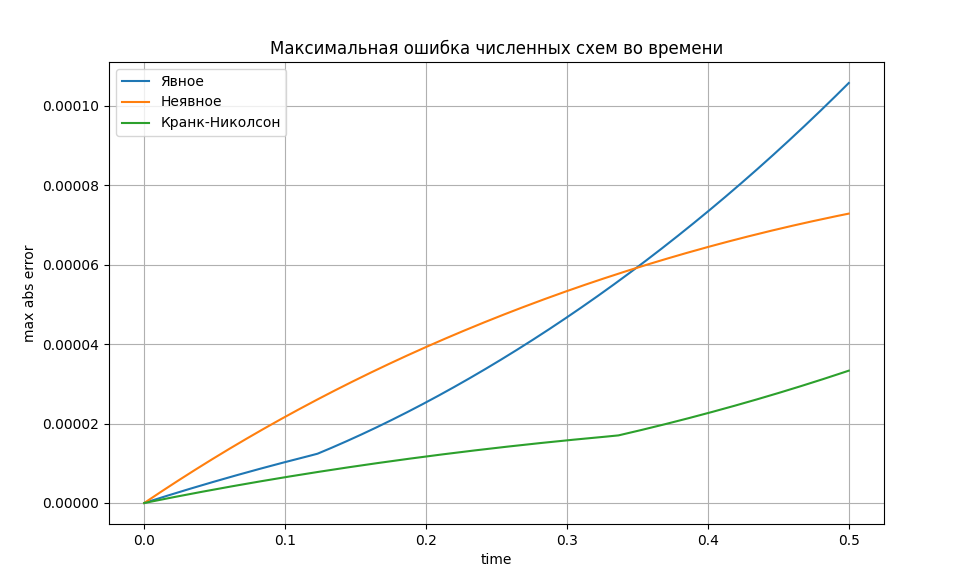 Максимальная ошибка численных схем во времени
Явное
Неявное
Кранк-Николсон
0.00010
0.00008
0.00006
0.00004
0.00002
0.00000
max abs error
0.0 0.1 0.2 0.3 0.4 0.5
time